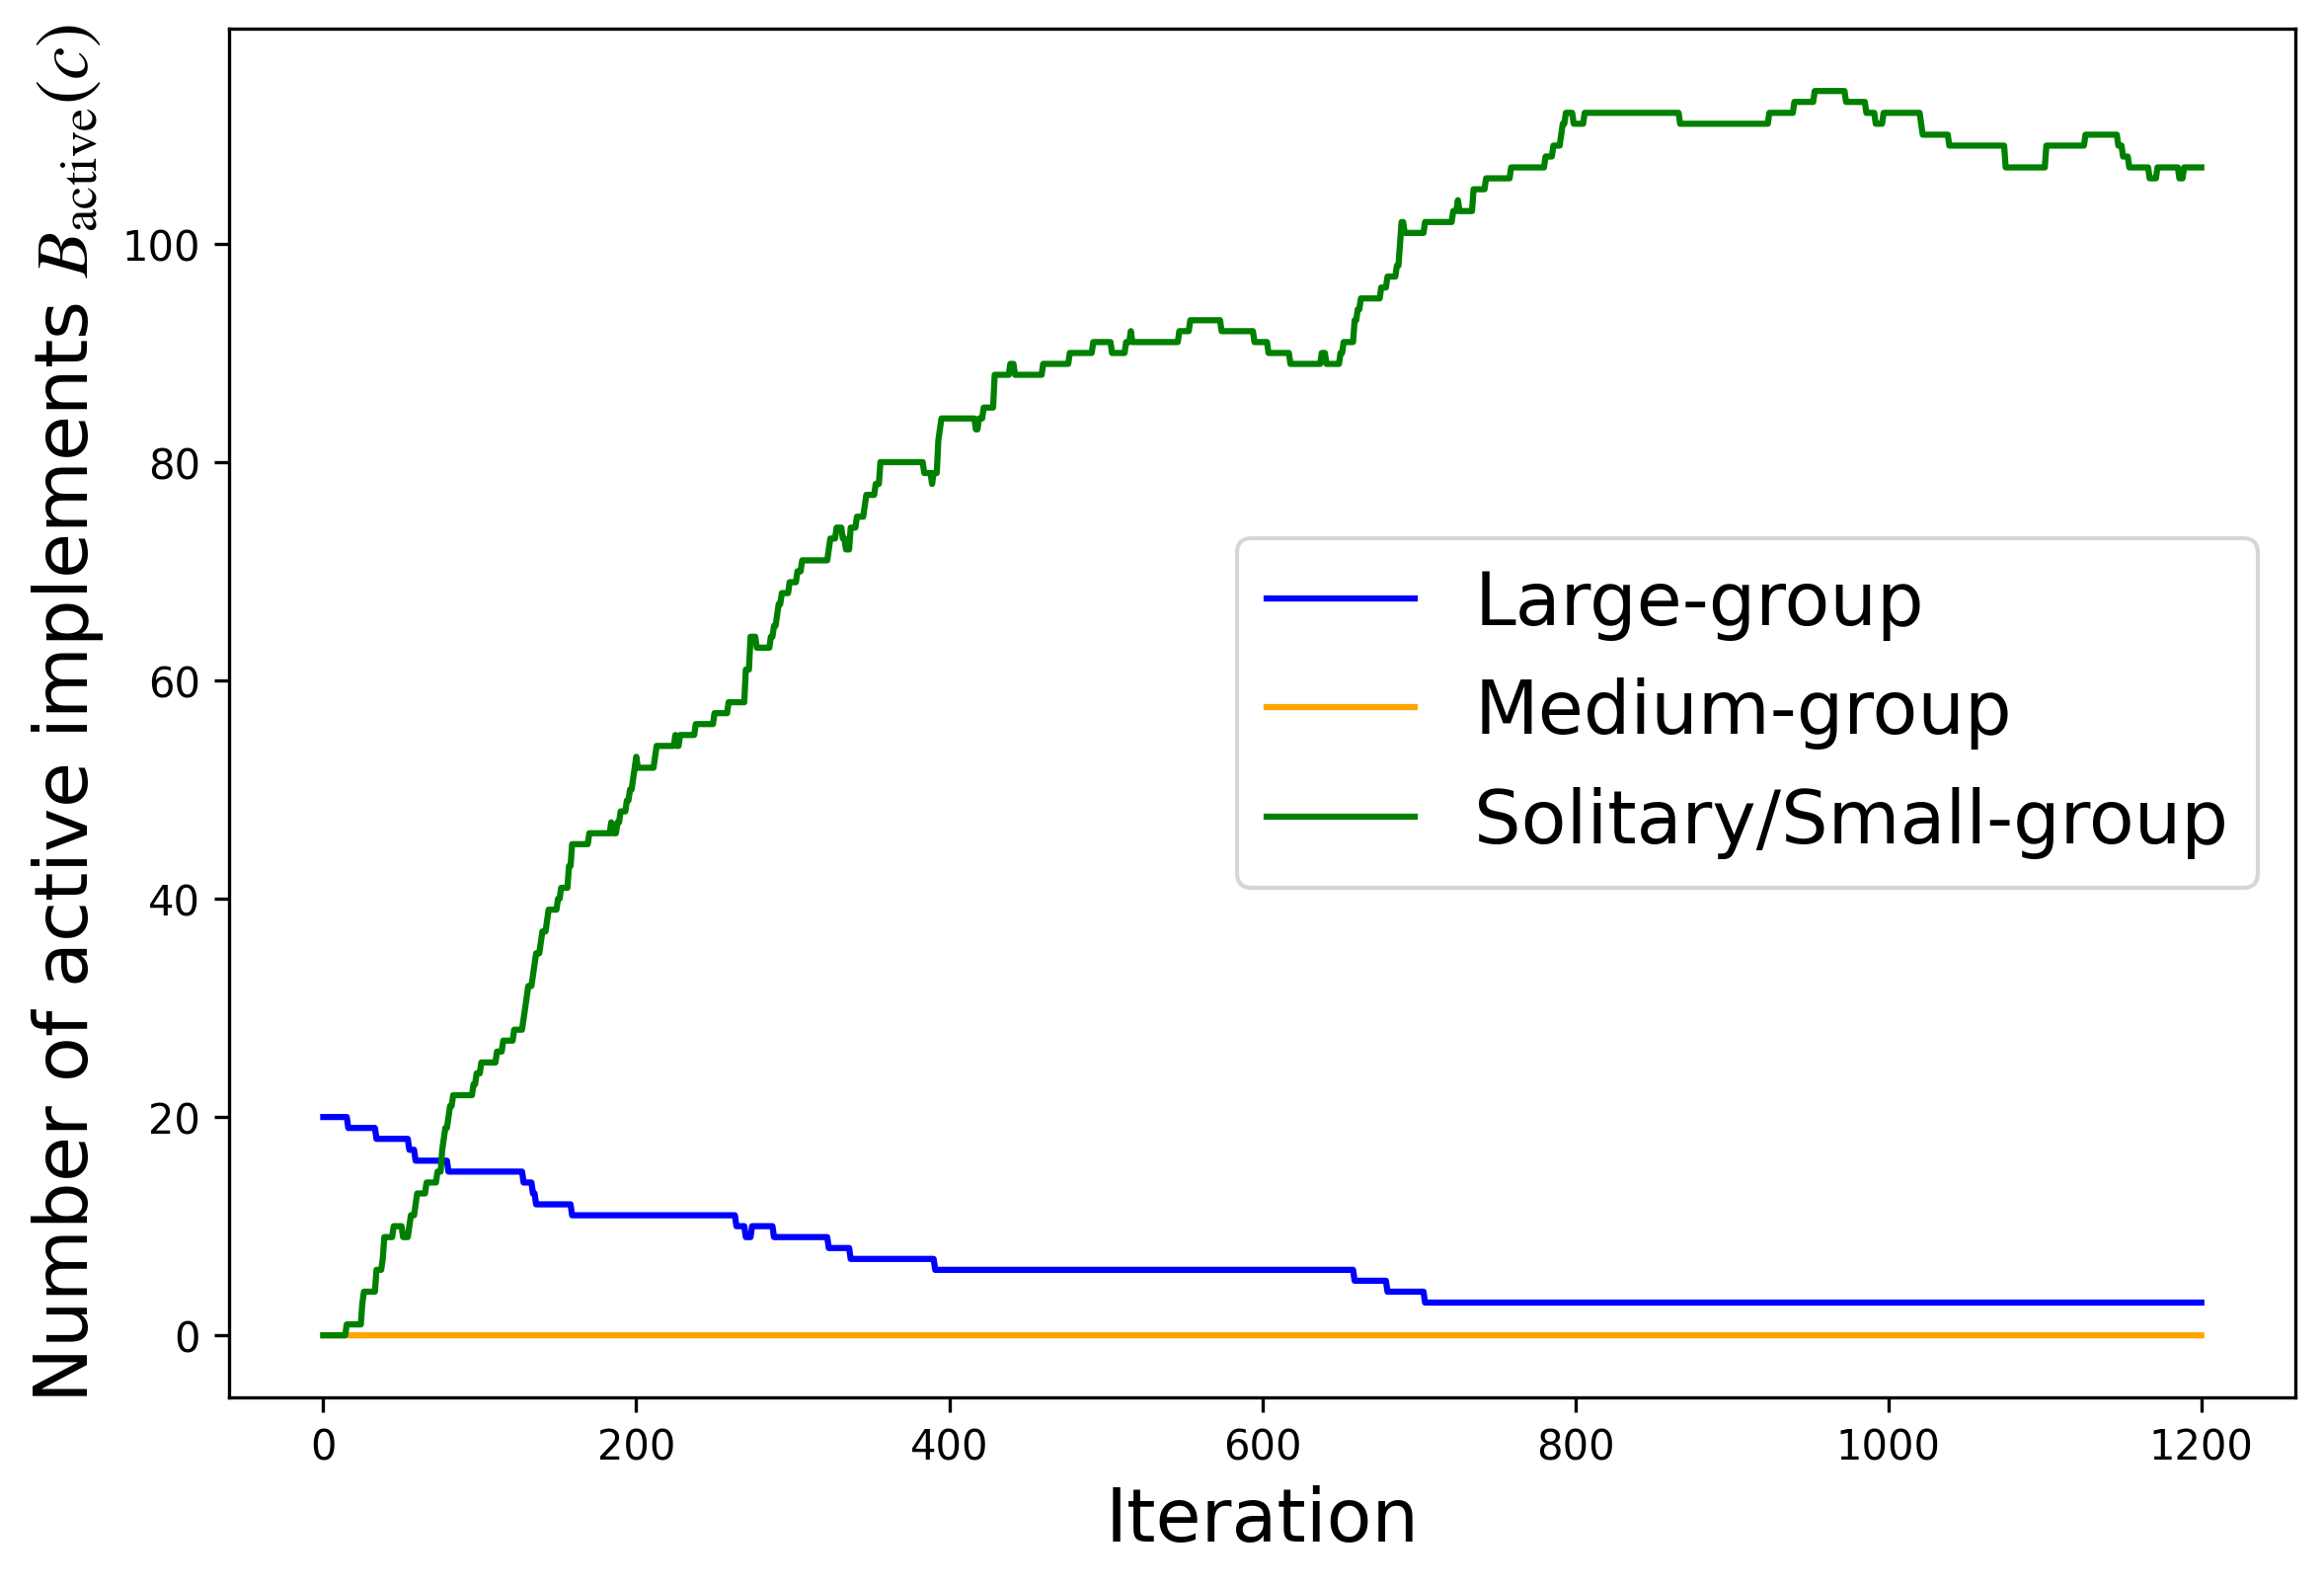 Number of active implements B_active(c)
100
80
60
40
20
0
Large-group
Medium-group
Solitary/Small-group
0 200 400 600 800 1000 1200
Iteration